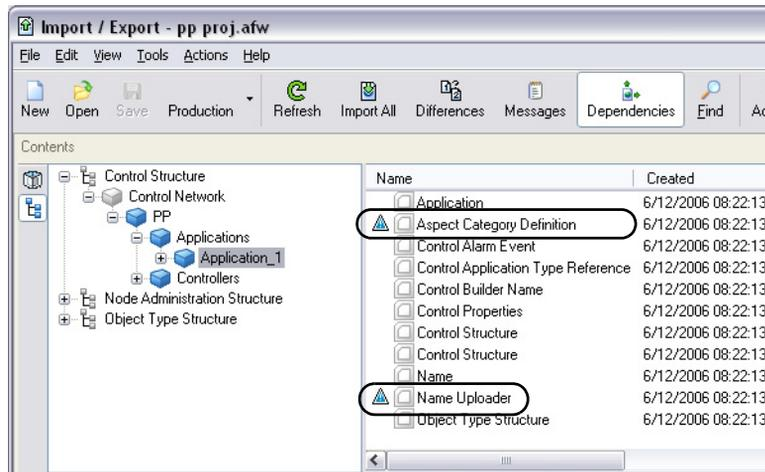 Import / Export - pp proj.afw
File Edit View Tools Actions Help
New Open Save Production Refresh Import All Differences Messages Dependencies Find
Contents
Control Structure
Control Network
PP
Applications
Application_1
Controllers
Node Administration Structure
Object Type Structure
Name Created
Application 6/12/2006 08:22:13
Aspect Category Definition 6/12/2006 08:22:13
Control Alarm Event 6/12/2006 08:22:13
Control Application Type Reference 6/12/2006 08:22:13
Control Builder Name 6/12/2006 08:22:13
Control Properties 6/12/2006 08:22:13
Control Structure 6/12/2006 08:22:13
Control Structure 6/12/2006 08:22:13
Name 6/12/2006 08:22:13
Name Uploader 6/12/2006 08:22:13
Object Type Structure 6/12/2006 08:22:13